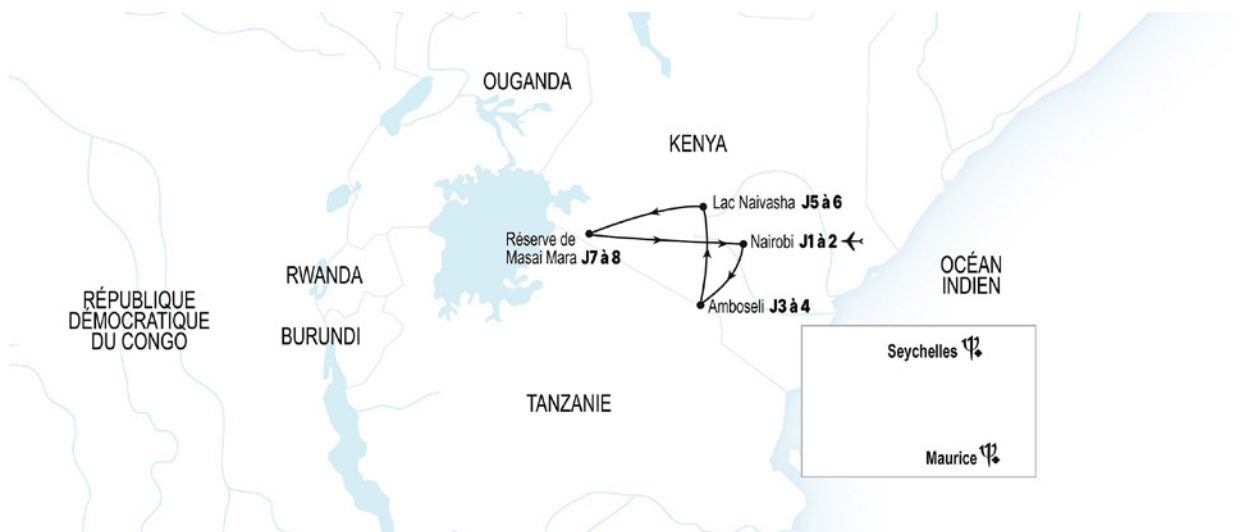 OUGANDA
KENYA
Lac Naivasha J5 à 6
Réserve de
Masai Mara J7 à 8
Nairobi J1 à 2
OCÉAN
INDIEN
RWANDA
RÉPUBLIQUE
DÉMOCRATIQUE
DU CONGO
Amboseli J3 à 4
BURUNDI
Seychelles
TANZANIE
Maurice